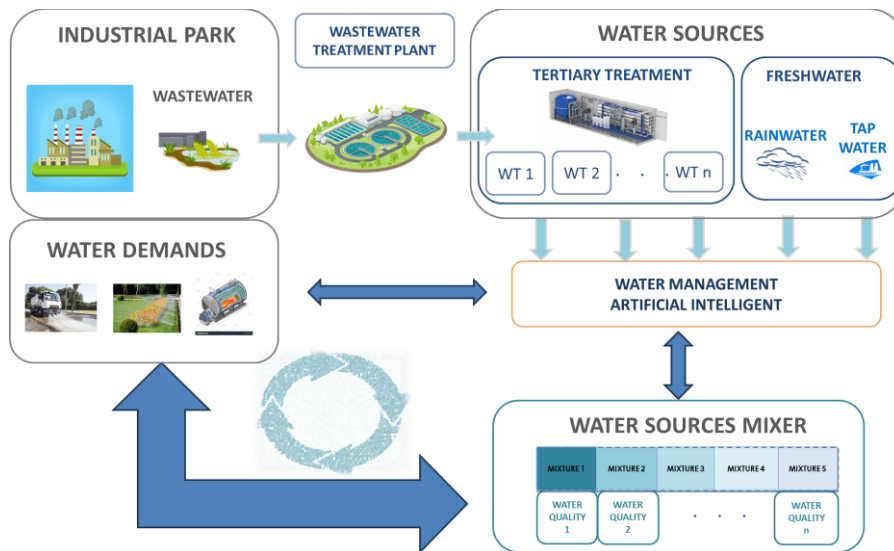 INDUSTRIAL PARK
WASTEWATER
WASTEWATER
TREATMENT PLANT
WATER SOURCES
TERTIARY TREATMENT
WT 1
WT 2
. . .
WT n
FRESHWATER
RAINWATER
TAP
WATER
WATER DEMANDS
WATER MANAGEMENT
ARTIFICIAL INTELLIGENT
WATER SOURCES MIXER
MIXTURE 1
MIXTURE 2
MIXTURE 3
MIXTURE 4
MIXTURE 5
WATER
QUALITY
1
WATER
QUALITY
2
. . . .
WATER
QUALITY
n